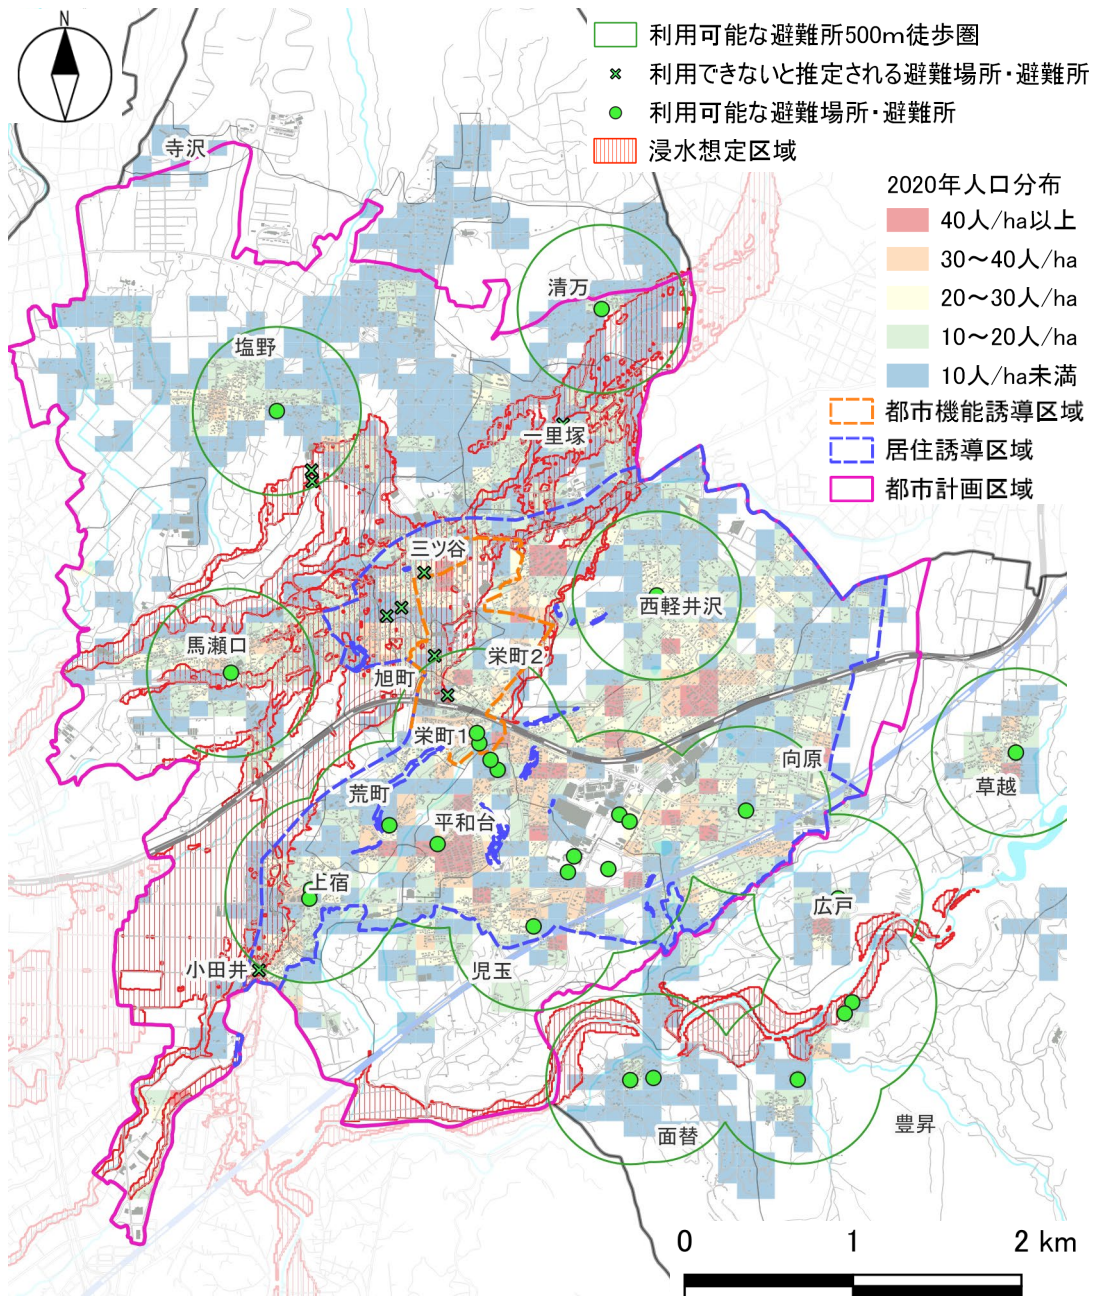 N
利用可能な避難所500m徒歩圏
利用できないと推定される避難場所・避難所
利用可能な避難場所・避難所
浸水想定区域
2020年人口分布
40人/ha以上
30～40人/ha
20～30人/ha
10～20人/ha
10人/ha未満
都市機能誘導区域
居住誘導区域
都市計画区域
寺沢
清万
塩野
一里塚
三ツ谷
西軽井沢
馬瀬口
栄町2
旭町
栄町1
向原
草越
荒町
平和台
上宿
広戸
小田井
児玉
豊昇
面替
0 1 2 km